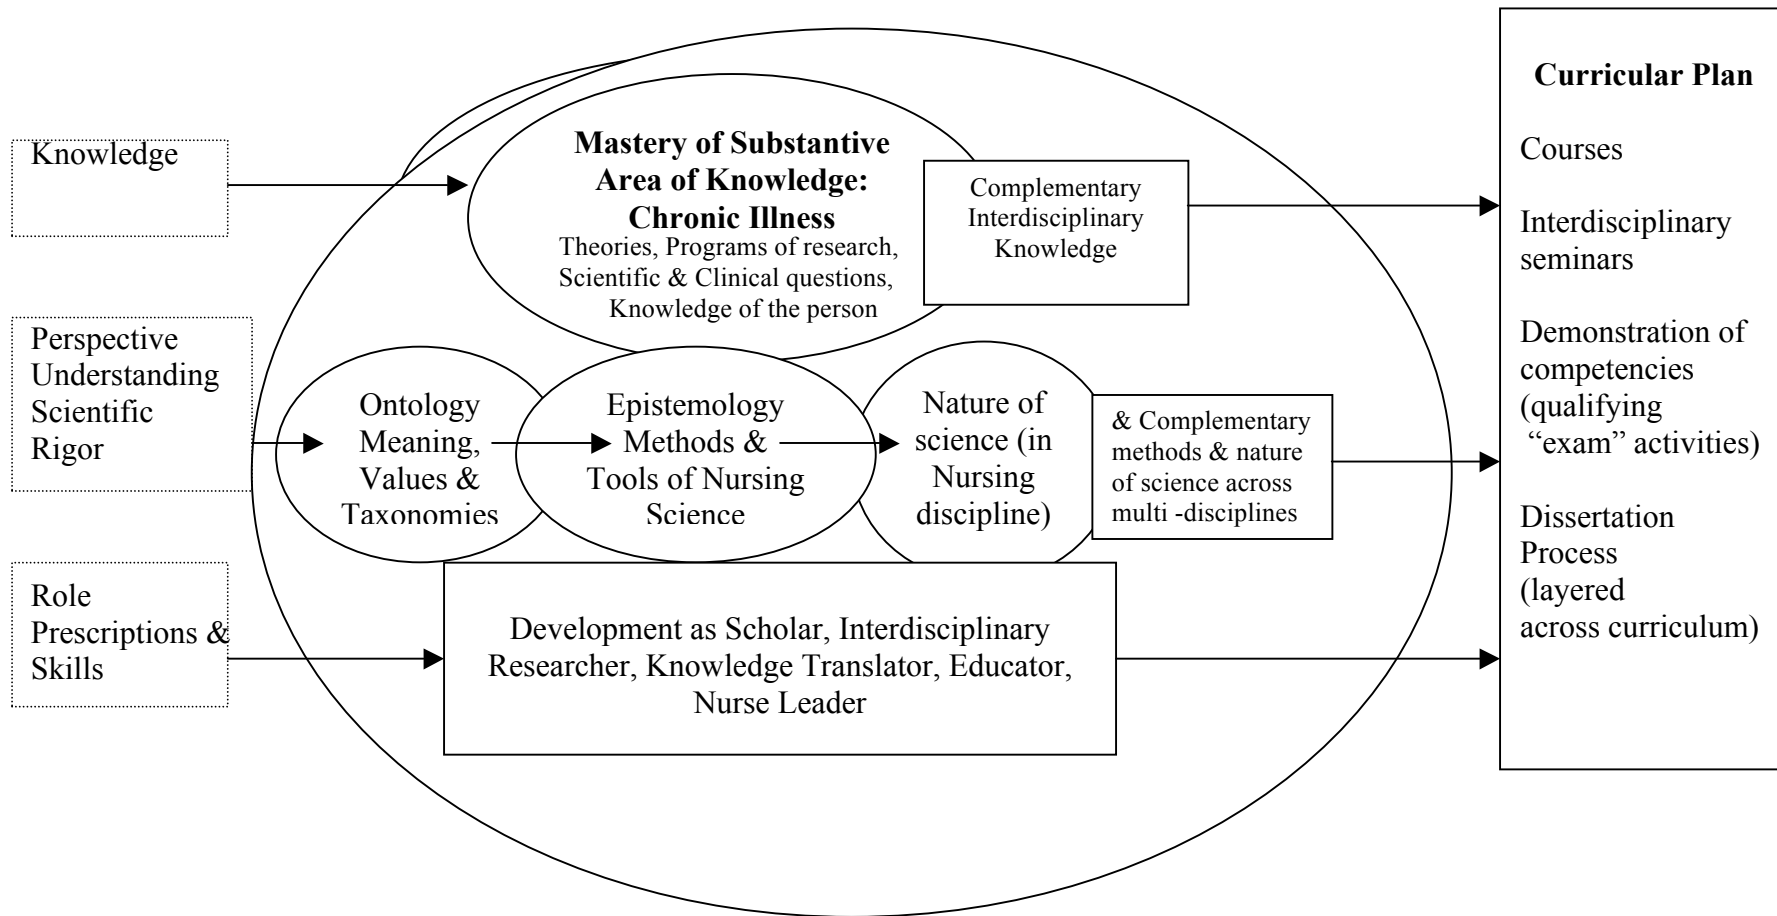 Knowledge
Perspective
Understanding
Scientific
Rigor
Role
Prescriptions &
Skills
Mastery of Substantive
Area of Knowledge:
Chronic Illness
Theories, Programs of research,
Scientific & Clinical questions,
Knowledge of the person
Complementary
Interdisciplinary
Knowledge
Ontology
Meaning,
Values &
Taxonomies
Epistemology
Methods &
Tools of Nursing
Science
Nature of
science (in
Nursing
discipline)
& Complementary
methods & nature
of science across
multi -disciplines
Development as Scholar, Interdisciplinary
Researcher, Knowledge Translator, Educator,
Nurse Leader
Curricular Plan
Courses
Interdisciplinary
seminars
Demonstration of
competencies
(qualifying
“exam” activities)
Dissertation
Process
(layered
across curriculum)